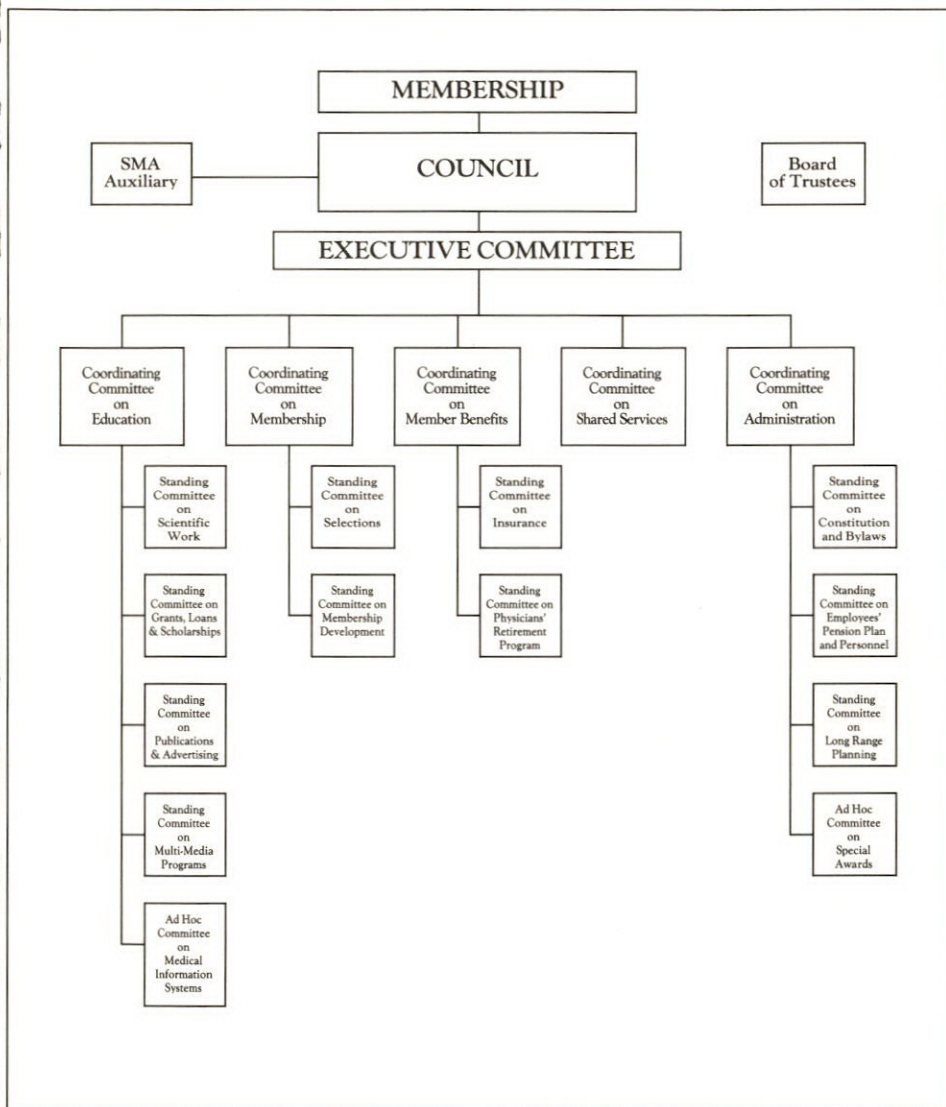 MEMBERSHIP
SMA
Auxiliary
COUNCIL
Board
of Trustees
EXECUTIVE COMMITTEE
Coordinating
Committee
on
Education
Coordinating
Committee
on
Membership
Coordinating
Committee
on
Member Benefits
Coordinating
Committee
on
Shared Services
Coordinating
Committee
on
Administration
Standing
Committee
on
Scientific
Work
Standing
Committee on
Grants, Loans
& Scholarships
Standing
Committee
on
Publications
& Advertising
Standing
Committee
on
Multi-Media
Programs
Ad Hoc
Committee
on
Medical
Information
Systems
Standing
Committee
on
Selections
Standing
Committee on
Membership
Development
Standing
Committee
on
Insurance
Standing
Committee on
Physicians'
Retirement
Program
Standing
Committee
on
Constitution
and Bylaws
Standing
Committee on
Employees'
Pension Plan
and Personnel
Standing
Committee
on
Long Range
Planning
Ad Hoc
Committee
on
Special
Awards